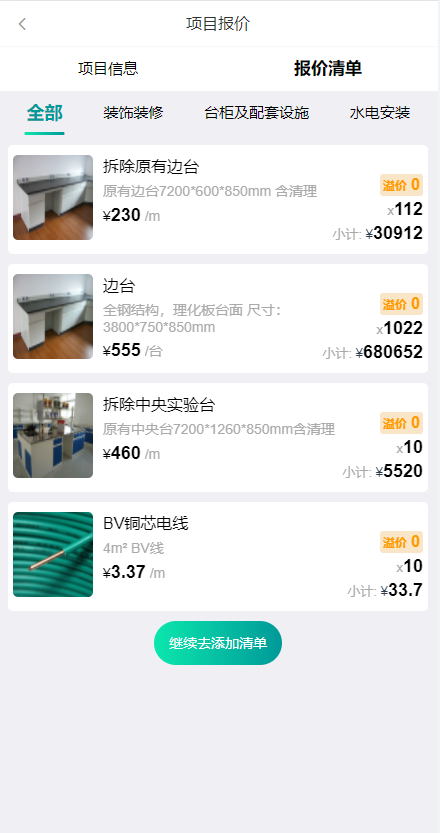 项目报价
项目信息 报价清单
全部 装饰装修 台柜及配套设施 水电安装
拆除原有边台
原有边台7200*600*850mm 含清理
溢价 0
¥230 /m
x112
小计: ¥30912
边台
全钢结构，理化板台面 尺寸：
3800*750*850mm
溢价 0
¥555 /台
x1022
小计: ¥680652
拆除中央实验台
原有中央台7200*1260*850mm含清理
溢价 0
¥460 /m
x10
小计: ¥5520
BV铜芯电线
4m² BV线
溢价 0
¥3.37 /m
x10
小计: ¥33.7
继续去添加清单